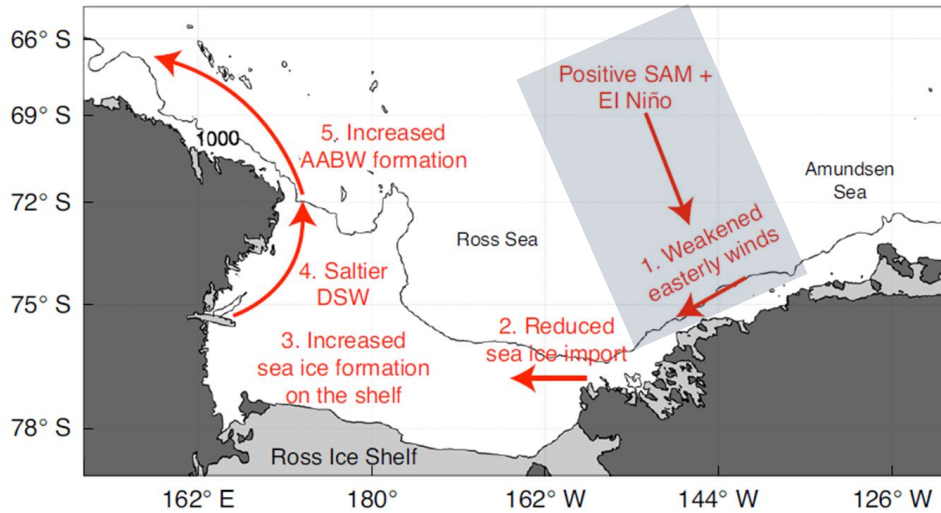 66° S
69° S
72° S
75° S
78° S
Positive SAM +
El Niño
1000
5. Increased
AABW formation
Amundsen
Sea
Ross Sea
1. Weakened
easterly winds
4. Saltier
DSW
2. Reduced
sea ice import
3. Increased
sea ice formation
on the shelf
Ross Ice Shelf
162° E
180°
162° W
144° W
126° W